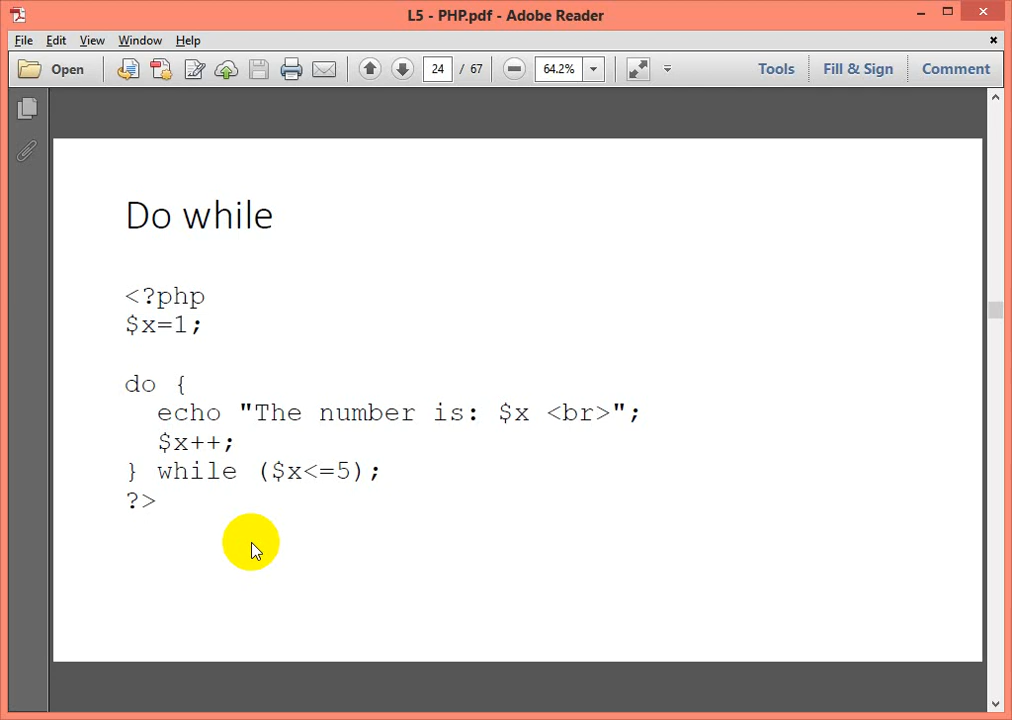 L5 - PHP.pdf - Adobe Reader
File Edit View Window Help
Open 24 / 67 64.2% Tools Fill & Sign Comment
Do while
<?php
$x=1;
do {
echo "The number is: $x <br>";
$x++;
} while ($x<=5);
?>